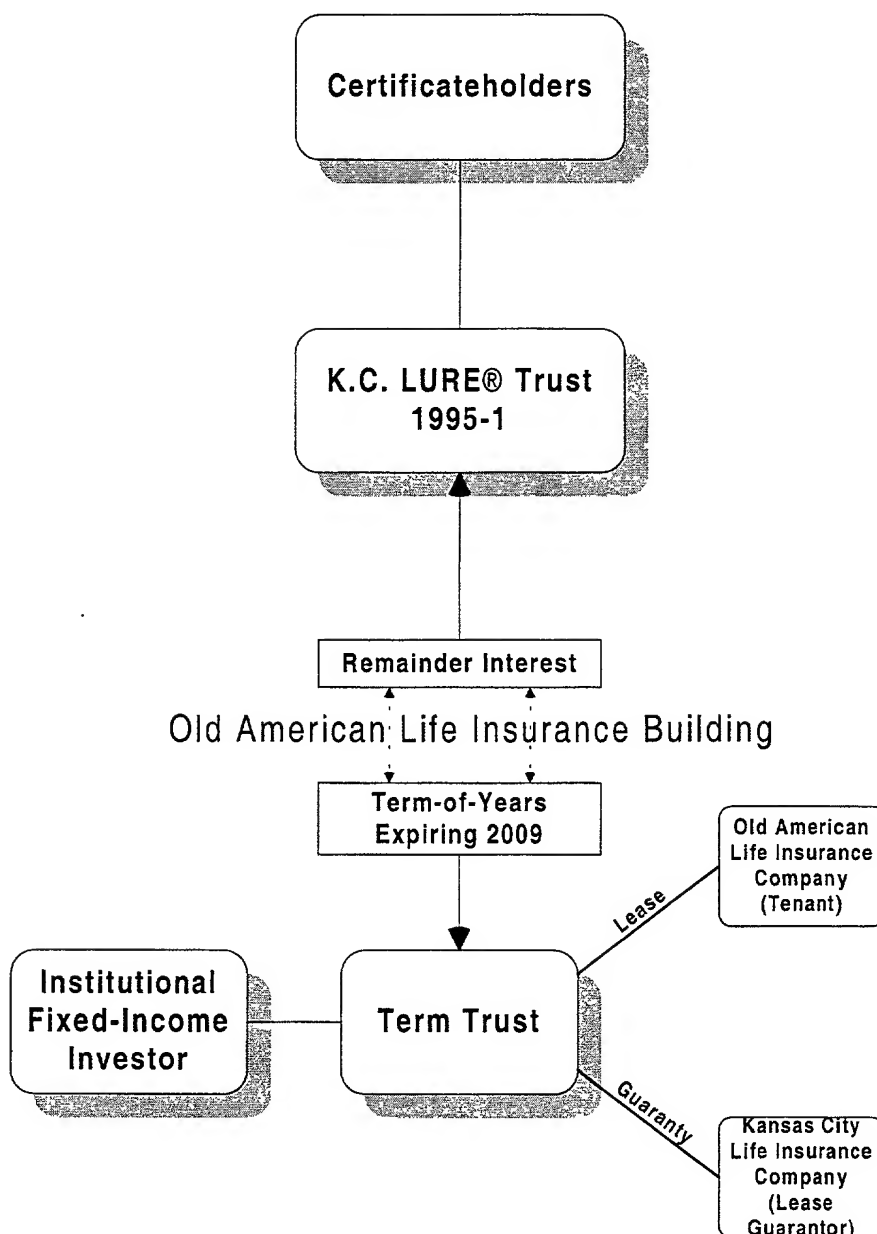 Certificateholders
K.C. LURE® Trust
1995-1
Remainder Interest
Old American Life Insurance Building
Term-of-Years
Expiring 2009
Old American
Life Insurance
Company
(Tenant)
Lease
Institutional
Fixed-Income
Investor
Term Trust
Guaranty
Kansas City
Life Insurance
Company
(Lease
Guarantor)